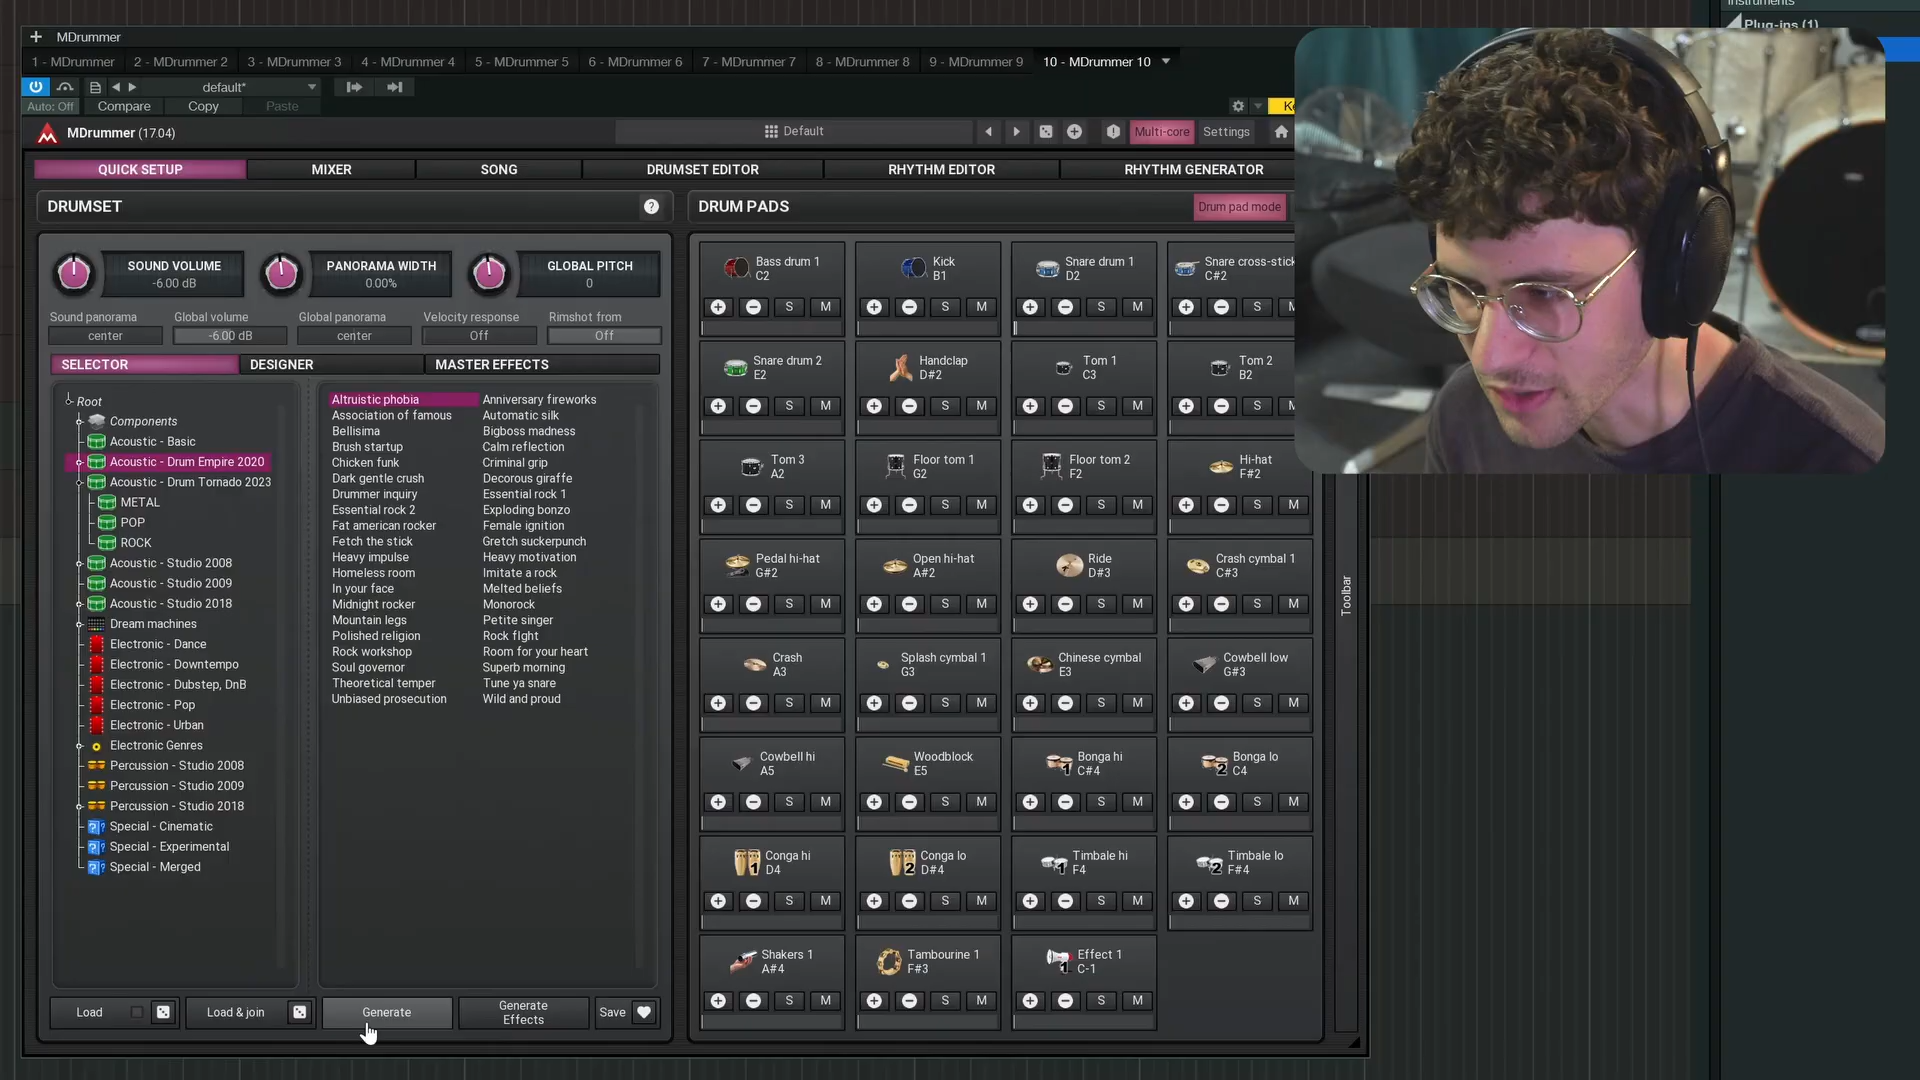 Instruments
Plug-ins (1)
MDrummer
1 - MDrummer
2 - MDrummer 2
3 - MDrummer 3
4 - MDrummer 4
5 - MDrummer 5
6 - MDrummer 6
7 - MDrummer 7
8 - MDrummer 8
9 - MDrummer 9
10 - MDrummer 10
default*
Auto: Off
Compare
Copy
Paste
MDrummer (17.04)
Default
Multi-core
Settings
QUICK SETUP
MIXER
SONG
DRUMSET EDITOR
RHYTHM EDITOR
RHYTHM GENERATOR
DRUMSET
?
DRUM PADS
Drum pad mode
SOUND VOLUME
-6.00 dB
PANORAMA WIDTH
0.00%
GLOBAL PITCH
0
Sound panorama
center
Global volume
-6.00 dB
Global panorama
center
Velocity response
Off
Rimshot from
Off
SELECTOR
DESIGNER
MASTER EFFECTS
Root
Components
Acoustic - Basic
Acoustic - Drum Empire 2020
Acoustic - Drum Tornado 2023
METAL
POP
ROCK
Acoustic - Studio 2008
Acoustic - Studio 2009
Acoustic - Studio 2018
Dream machines
Electronic - Dance
Electronic - Downtempo
Electronic - Dubstep, DnB
Electronic - Pop
Electronic - Urban
Electronic Genres
Percussion - Studio 2008
Percussion - Studio 2009
Percussion - Studio 2018
Special - Cinematic
Special - Experimental
Special - Merged
Altruistic phobia
Anniversary fireworks
Association of famous
Automatic silk
Bellisima
Bigboss madness
Brush startup
Calm reflection
Chicken funk
Criminal grip
Dark gentle crush
Decorous giraffe
Drummer inquiry
Essential rock 1
Essential rock 2
Exploding bonzo
Fat american rocker
Female ignition
Fetch the stick
Gretch suckerpunch
Heavy impulse
Heavy motivation
Homeless room
Imitate a rock
In your face
Melted beliefs
Midnight rocker
Monorock
Mountain legs
Petite singer
Polished religion
Rock fIght
Rock workshop
Room for your heart
Soul governor
Superb morning
Theoretical temper
Tune ya snare
Unbiased prosecution
Wild and proud
Load
Load & join
Generate
Generate
Effects
Save
Bass drum 1
C2
S M
Kick
B1
S M
Snare drum 1
D2
S M
Snare cross-stick
C#2
S
Snare drum 2
E2
S M
Handclap
D#2
S M
Tom 1
C3
S M
Tom 2
B2
S
Tom 3
A2
S M
Floor tom 1
G2
S M
Floor tom 2
F2
S M
Hi-hat
F#2
S M
Pedal hi-hat
G#2
S M
Open hi-hat
A#2
S M
Ride
D#3
S M
Crash cymbal 1
C#3
S M
Crash
A3
S M
Splash cymbal 1
G3
S M
Chinese cymbal
E3
S M
Cowbell low
G#3
S M
Cowbell hi
A5
S M
Woodblock
E5
S M
Bonga hi
C#4
S M
Bonga lo
C4
S M
Conga hi
D4
S M
Conga lo
D#4
S M
Timbale hi
F4
S M
Timbale lo
F#4
S M
Shakers 1
A#4
S M
Tambourine 1
F#3
S M
Effect 1
C-1
S M
Toolbar